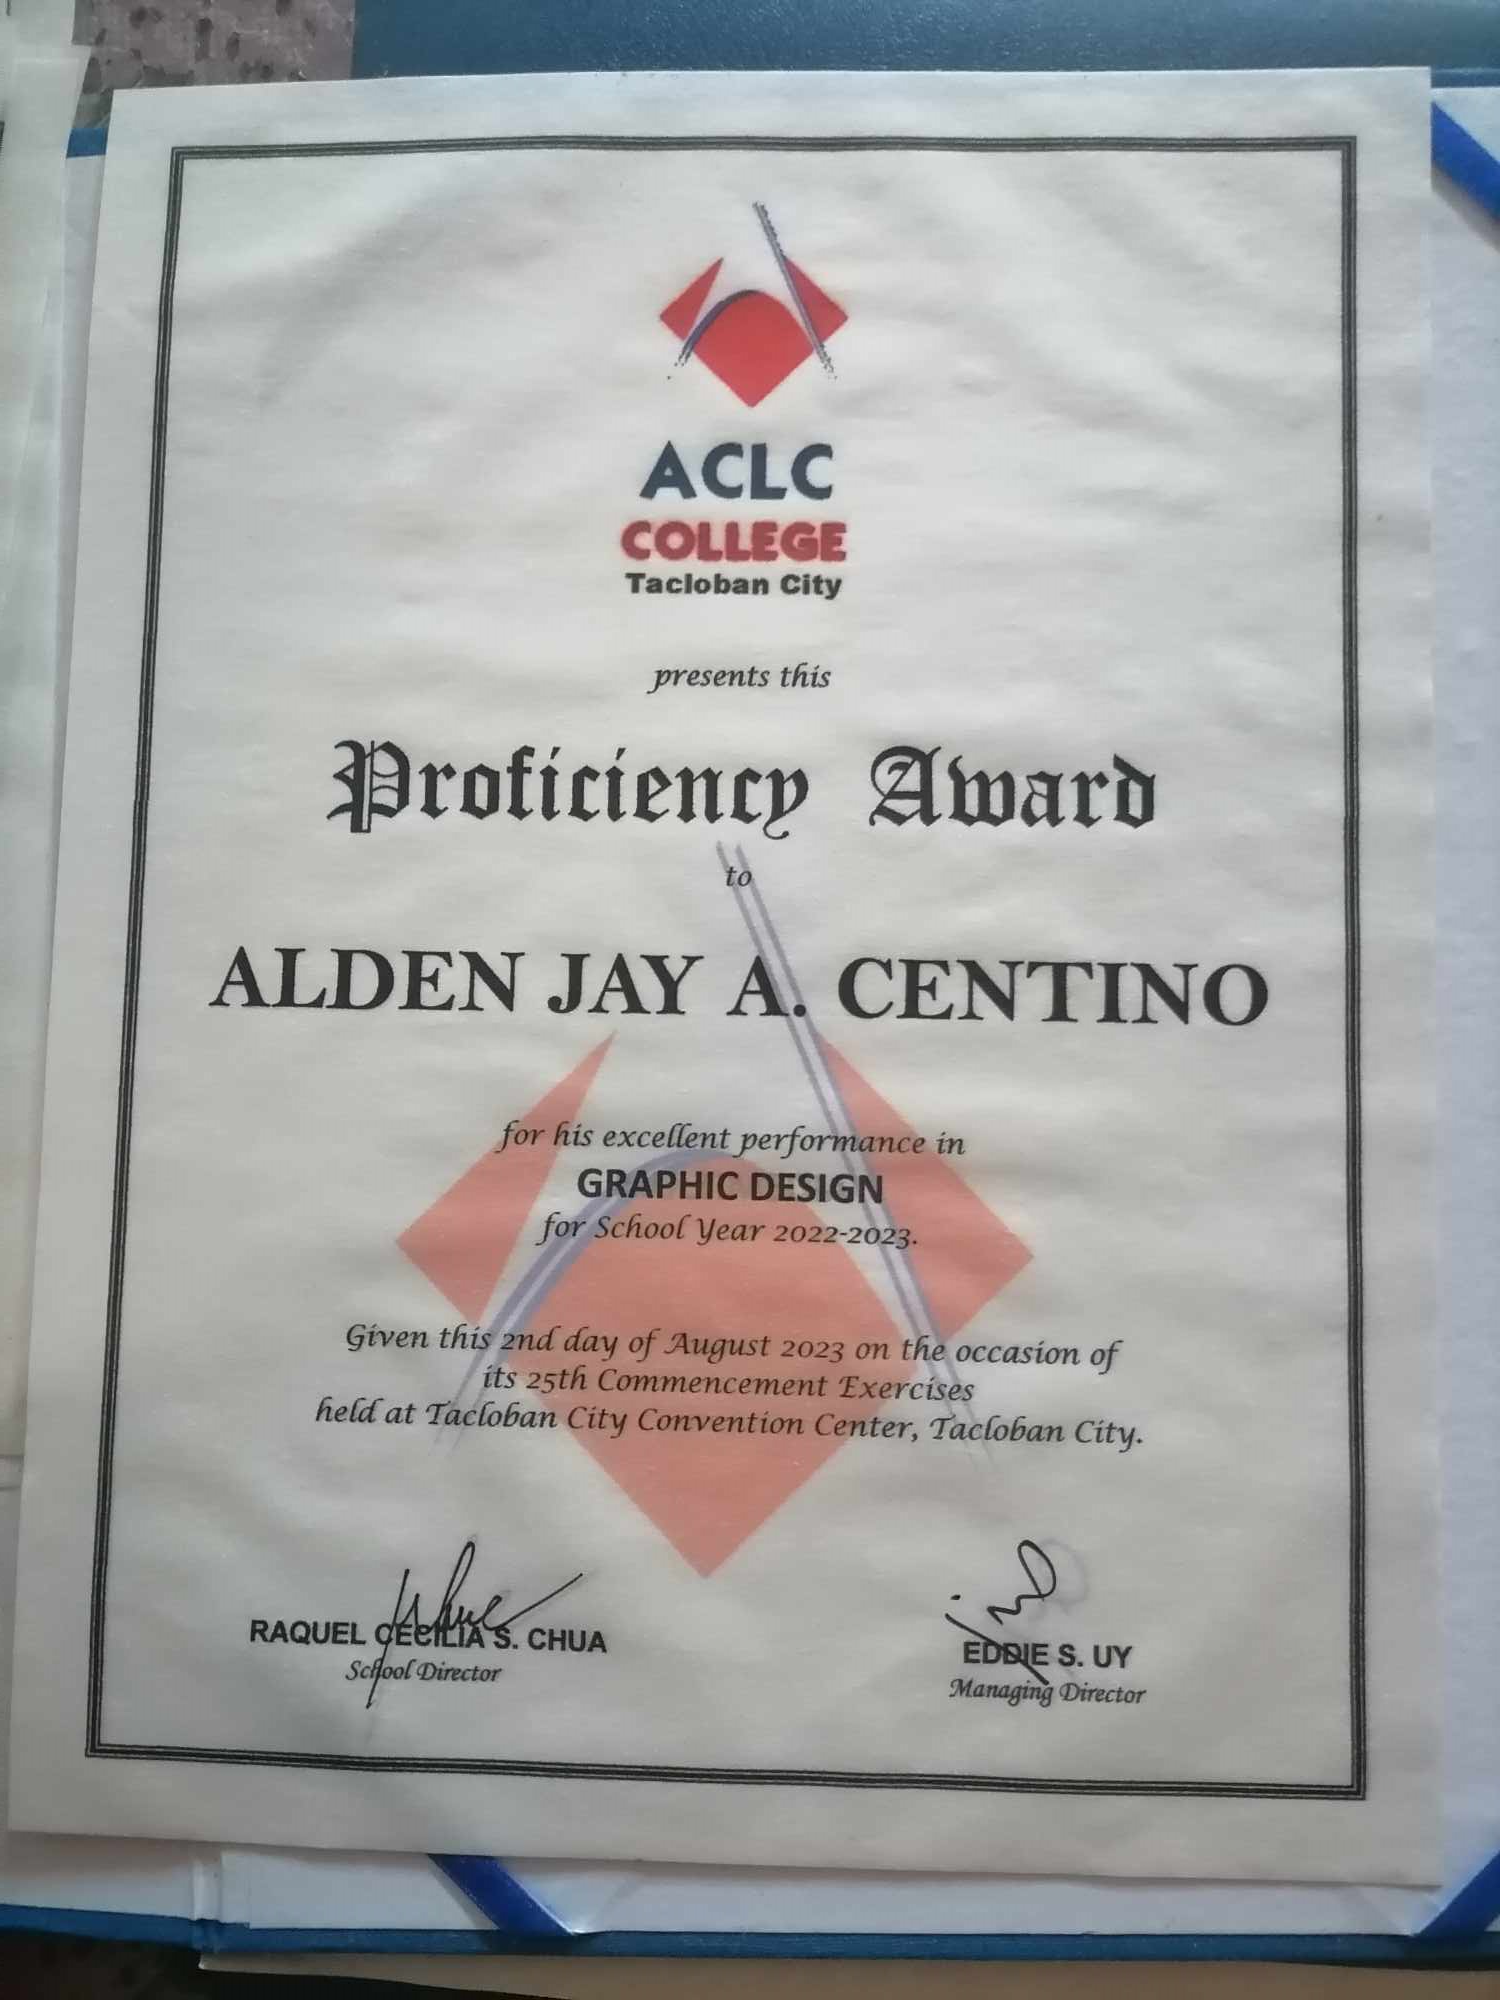 ACLC
COLLEGE
Tacloban City
presents this
Proficiency Award
to
ALDEN JAY A. CENTINO
for his excellent performance in
GRAPHIC DESIGN
for School Year 2022-2023.
Given this 2nd day of August 2023 on the occasion of
its 25th Commencement Exercises
held at Tacloban City Convention Center, Tacloban City.
RAQUEL CECILIA S. CHUA
School Director
EDDIE S. UY
Managing Director